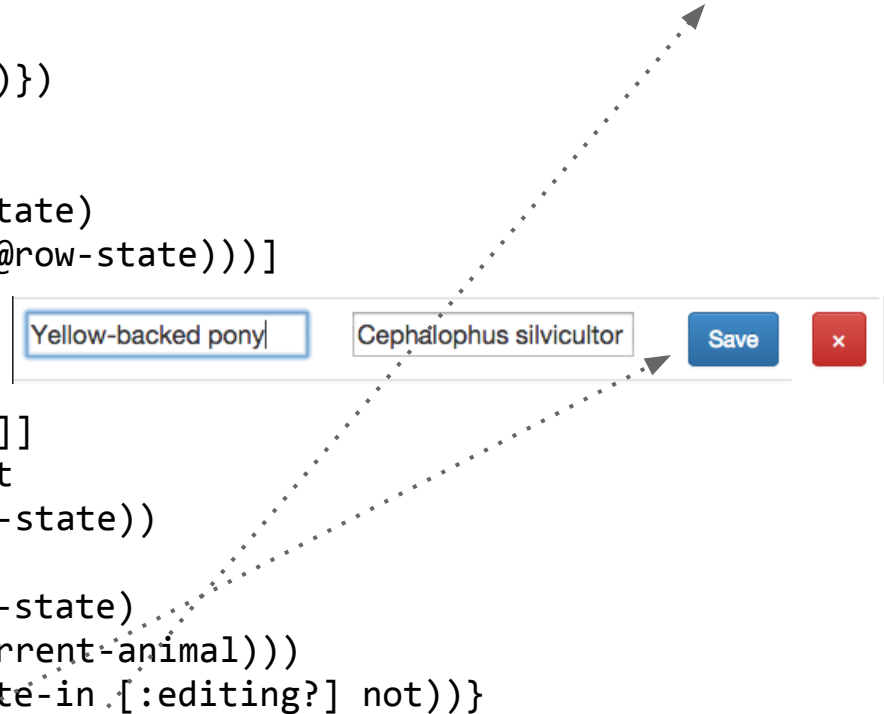 )})
tate)
@row-state)))]
Yellow-backed pony Cephalophus silvicultor Save ×
]]
t
-state))
-state)
rrent-animal)))
te-in [:editing?] not))}